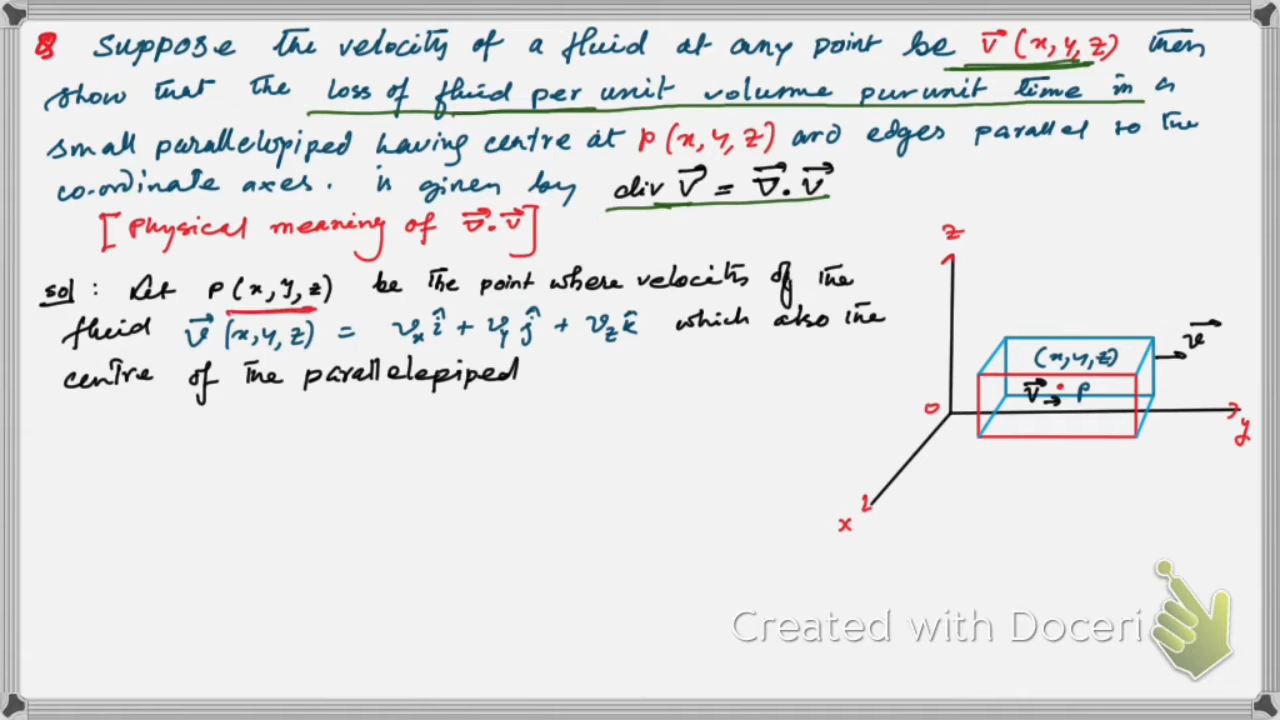 Q Suppose the velocity of a fluid at any point be v⃗ (x, y, z) then
show that the loss of fluid per unit volume per unit time in a
small parallelopiped having centre at P(x, y, z) and edges parallel to the
co-ordinate axes. is given by div V⃗ = ∇⃗.V⃗
[Physical meaning of ∇⃗.V⃗]
Sol : Let P(x, y, z) be the point where velocity of the
fluid v⃗ (x, y, z) = vₓ î + v_y ĵ + v_z k̂ which also the
centre of the parallelepiped
z
v⃗
(x, y, z)
v⃗ P
o
y
x
Created with Doceri